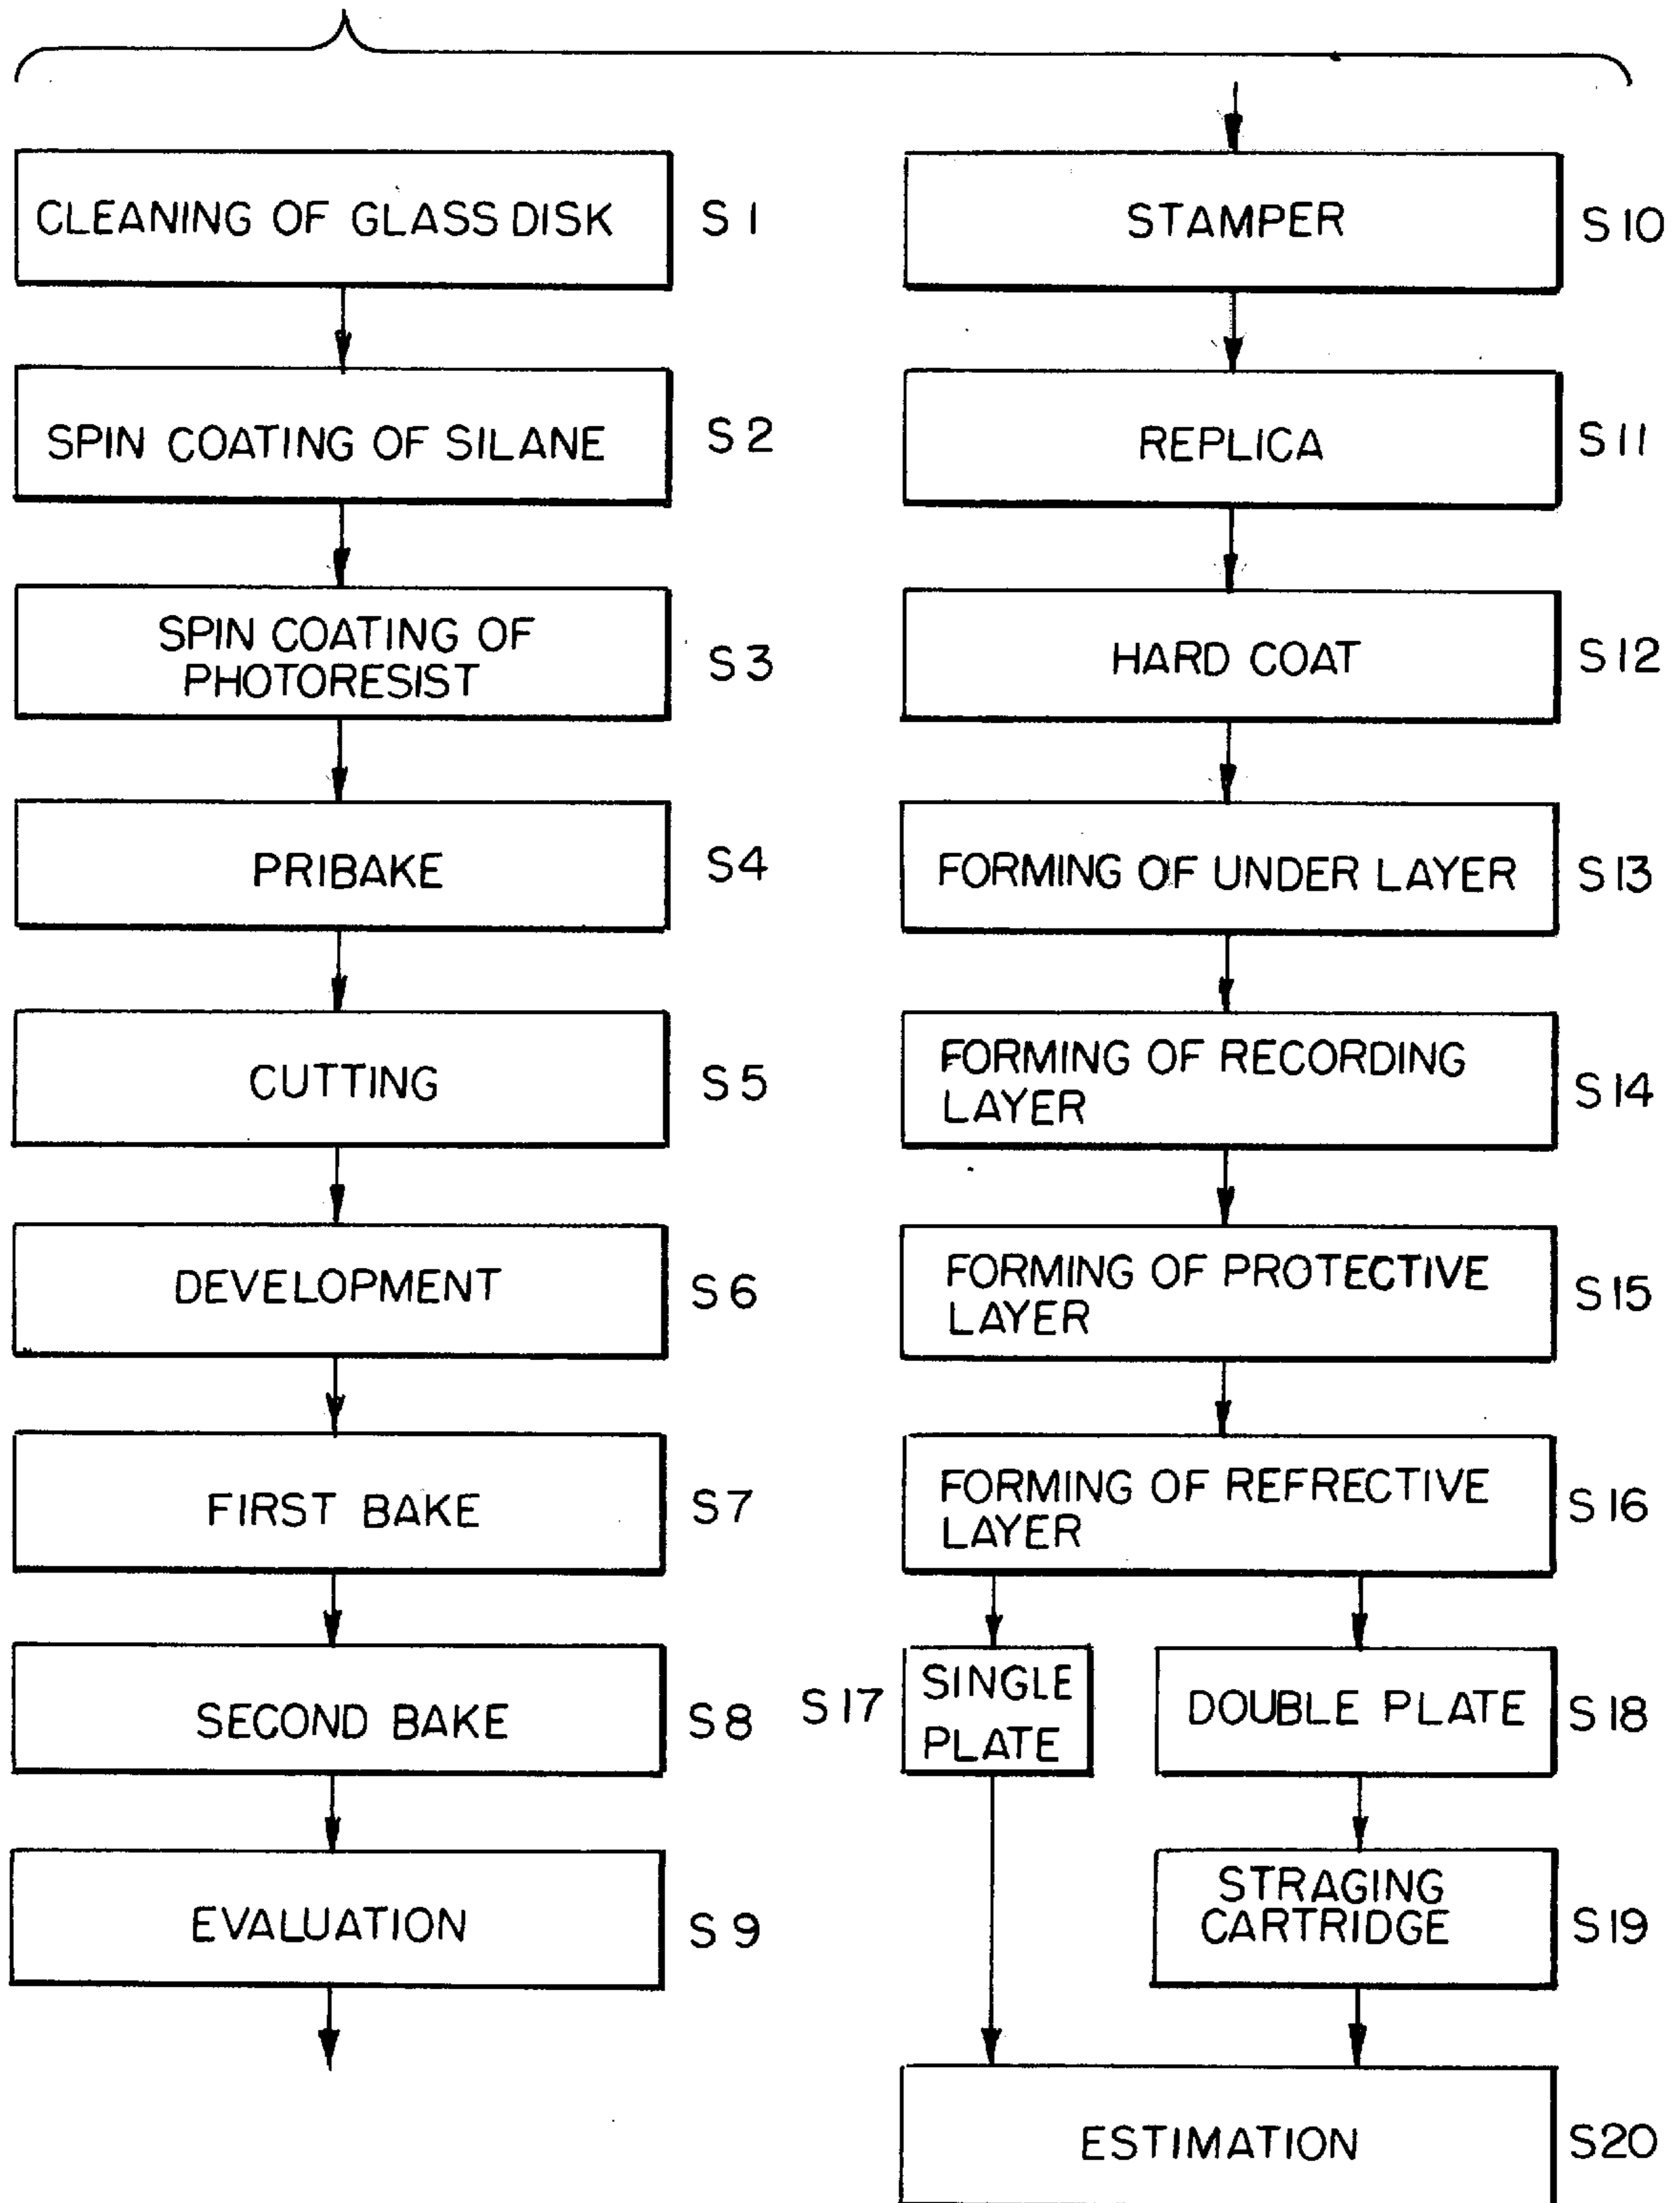 CLEANING OF GLASS DISK
S1
SPIN COATING OF SILANE
S2
SPIN COATING OF
PHOTORESIST
S3
PRIBAKE
S4
CUTTING
S5
DEVELOPMENT
S6
FIRST BAKE
S7
SECOND BAKE
S8
EVALUATION
S9
STAMPER
S10
REPLICA
S11
HARD COAT
S12
FORMING OF UNDER LAYER
S13
FORMING OF RECORDING
LAYER
S14
FORMING OF PROTECTIVE
LAYER
S15
FORMING OF REFRECTIVE
LAYER
S16
S17
SINGLE
PLATE
DOUBLE PLATE
S18
STRAGING
CARTRIDGE
S19
ESTIMATION
S20